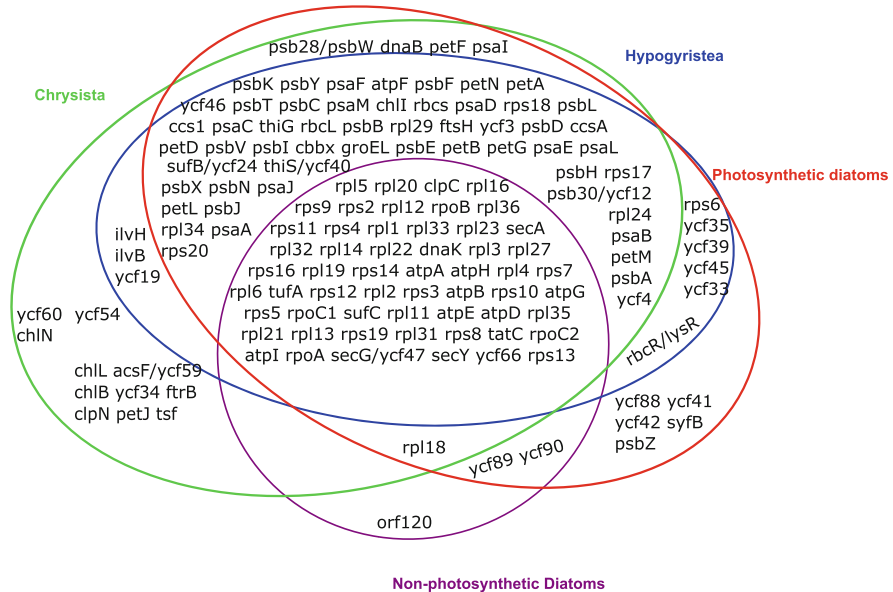 psb28/psbW dnaB petF psaI
Hypogyristea
Chrysista
psbK psbY psaF atpF psbF petN petA
ycf46 psbT psbC psaM chlI rbcs psaD rps18 psbL
ccs1 psaC thiG rbcL psbB rpl29 ftsH ycf3 psbD ccsA
petD psbV psbI cbbx groEL psbE petB petG psaE psaL
sufB/ycf24 thiS/ycf40
psbX psbN psaJ
petL psbJ
rpl34 psaA
rps20
psbH rps17
psb30/ycf12
rpl24
psaB
petM
psbA
ycf4
Photosynthetic diatoms
rps6
ycf35
ycf39
ycf45
ycf33
ilvH
ilvB
ycf19
rpl5 rpl20 clpC rpl16
rps9 rps2 rpl12 rpoB rpl36
rps11 rps4 rpl1 rpl33 rpl23 secA
rpl32 rpl14 rpl22 dnaK rpl3 rpl27
rps16 rpl19 rps14 atpA atpH rpl4 rps7
rpl6 tufA rps12 rpl2 rps3 atpB rps10 atpG
rps5 rpoC1 sufC rpl11 atpE atpD rpl35
rpl21 rpl13 rps19 rpl31 rps8 tatC rpoC2
atpI rpoA secG/ycf47 secY ycf66 rps13
ycf60 ycf54
chlN
rbcR/lysR
chlL acsF/ycf59
chlB ycf34 ftrB
clpN petJ tsf
ycf88 ycf41
ycf42 syfB
psbZ
rpl18
ycf89 ycf90
orf120
Non-photosynthetic Diatoms